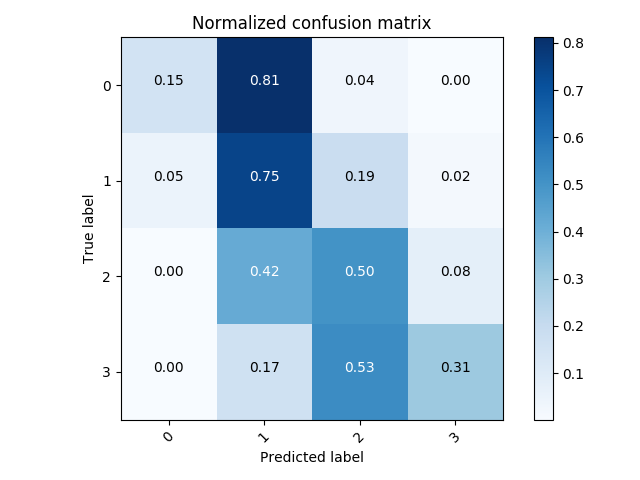 Normalized confusion matrix
0 0.15 0.81 0.04 0.00
1 0.05 0.75 0.19 0.02
2 0.00 0.42 0.50 0.08
3 0.00 0.17 0.53 0.31
0 1 2 3
True label
Predicted label
0.8
0.7
0.6
0.5
0.4
0.3
0.2
0.1